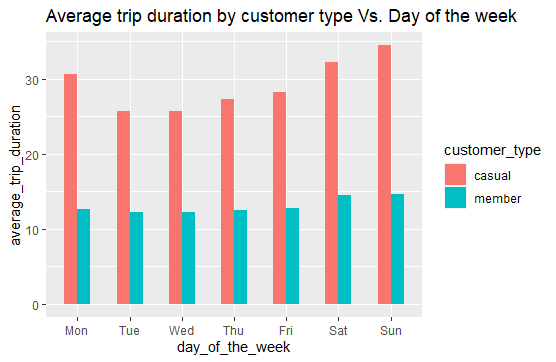 Average trip duration by customer type Vs. Day of the week
average_trip_duration
30
20
10
0
Mon Tue Wed Thu Fri Sat Sun
day_of_the_week
customer_type
casual
member